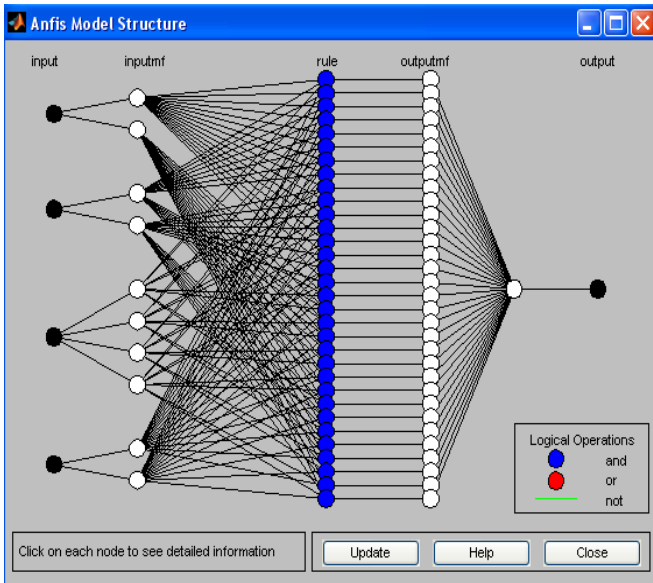 Anfis Model Structure
input inputmf rule outputmf output
Logical Operations
and
or
not
Click on each node to see detailed information
Update Help Close